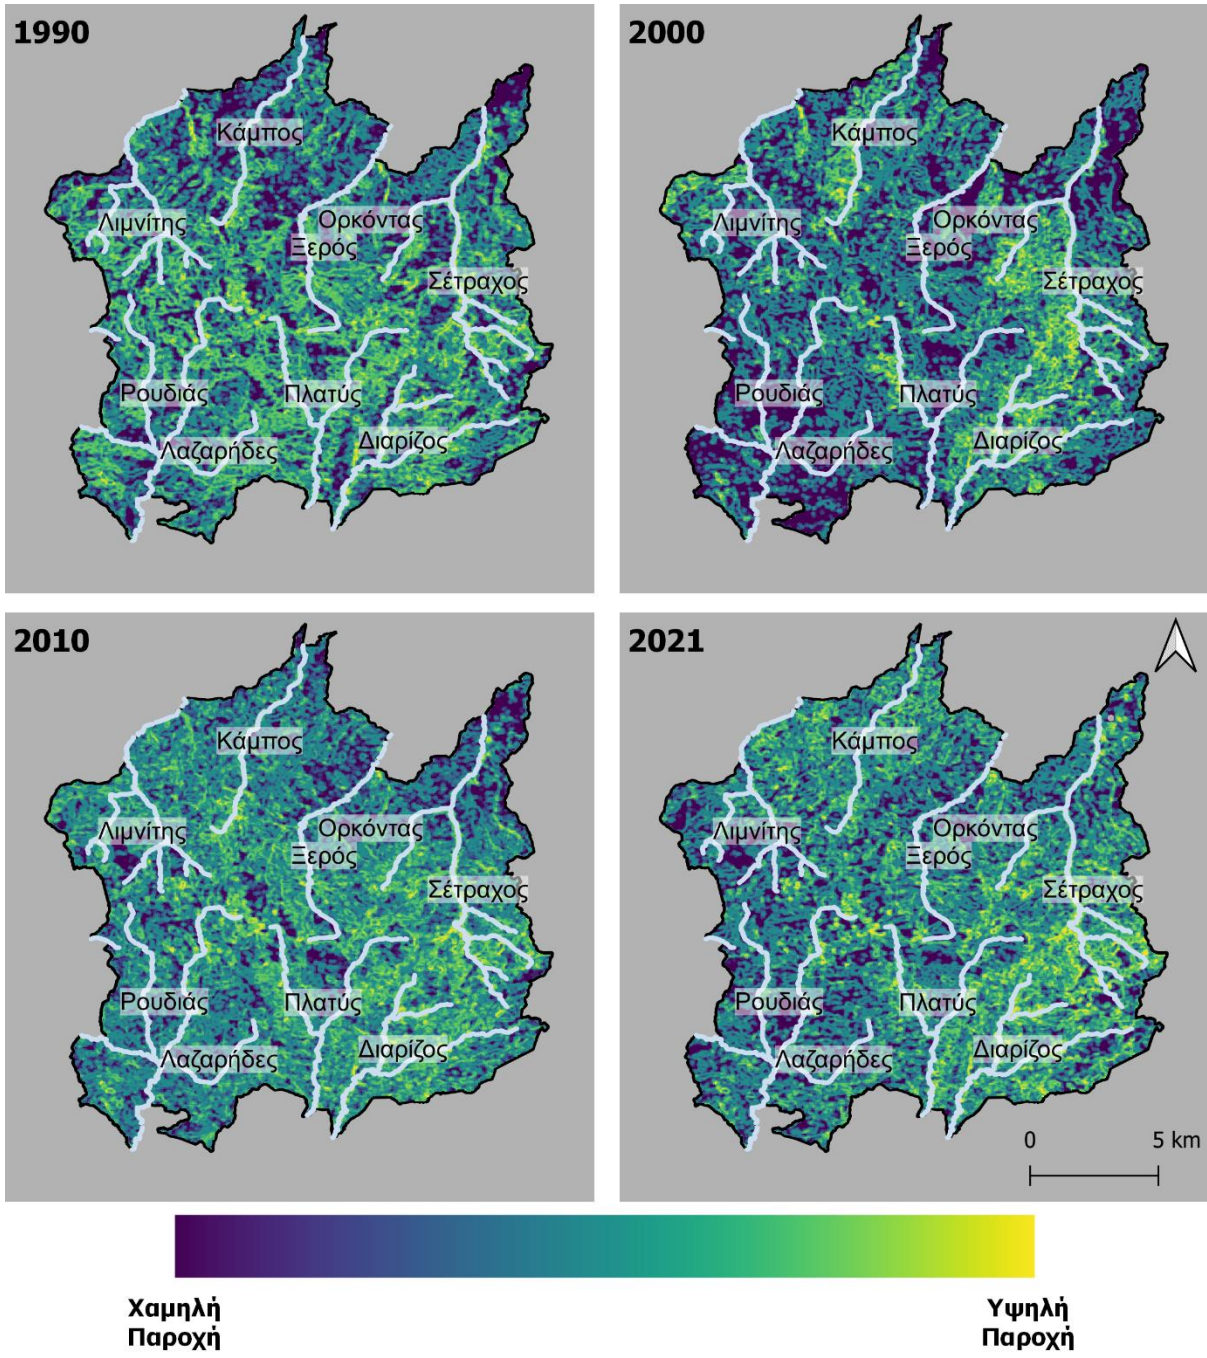 1990
Κάμπος
Λιμνίτης
Ορκόντας
Ξερός
Σέτραχος
Ρουδιάς
Πλατύς
Διαρίζος
Λαζαρήδες
2000
Κάμπος
Λιμνίτης
Ορκόντας
Ξερός
Σέτραχος
Ρουδιάς
Πλατύς
Διαρίζος
Λαζαρήδες
2010
Κάμπος
Λιμνίτης
Ορκόντας
Ξερός
Σέτραχος
Ρουδιάς
Πλατύς
Διαρίζος
Λαζαρήδες
2021
Κάμπος
Λιμνίτης
Ορκόντας
Ξερός
Σέτραχος
Ρουδιάς
Πλατύς
Διαρίζος
Λαζαρήδες
0 5 km
Χαμηλή
Παροχή
Υψηλή
Παροχή